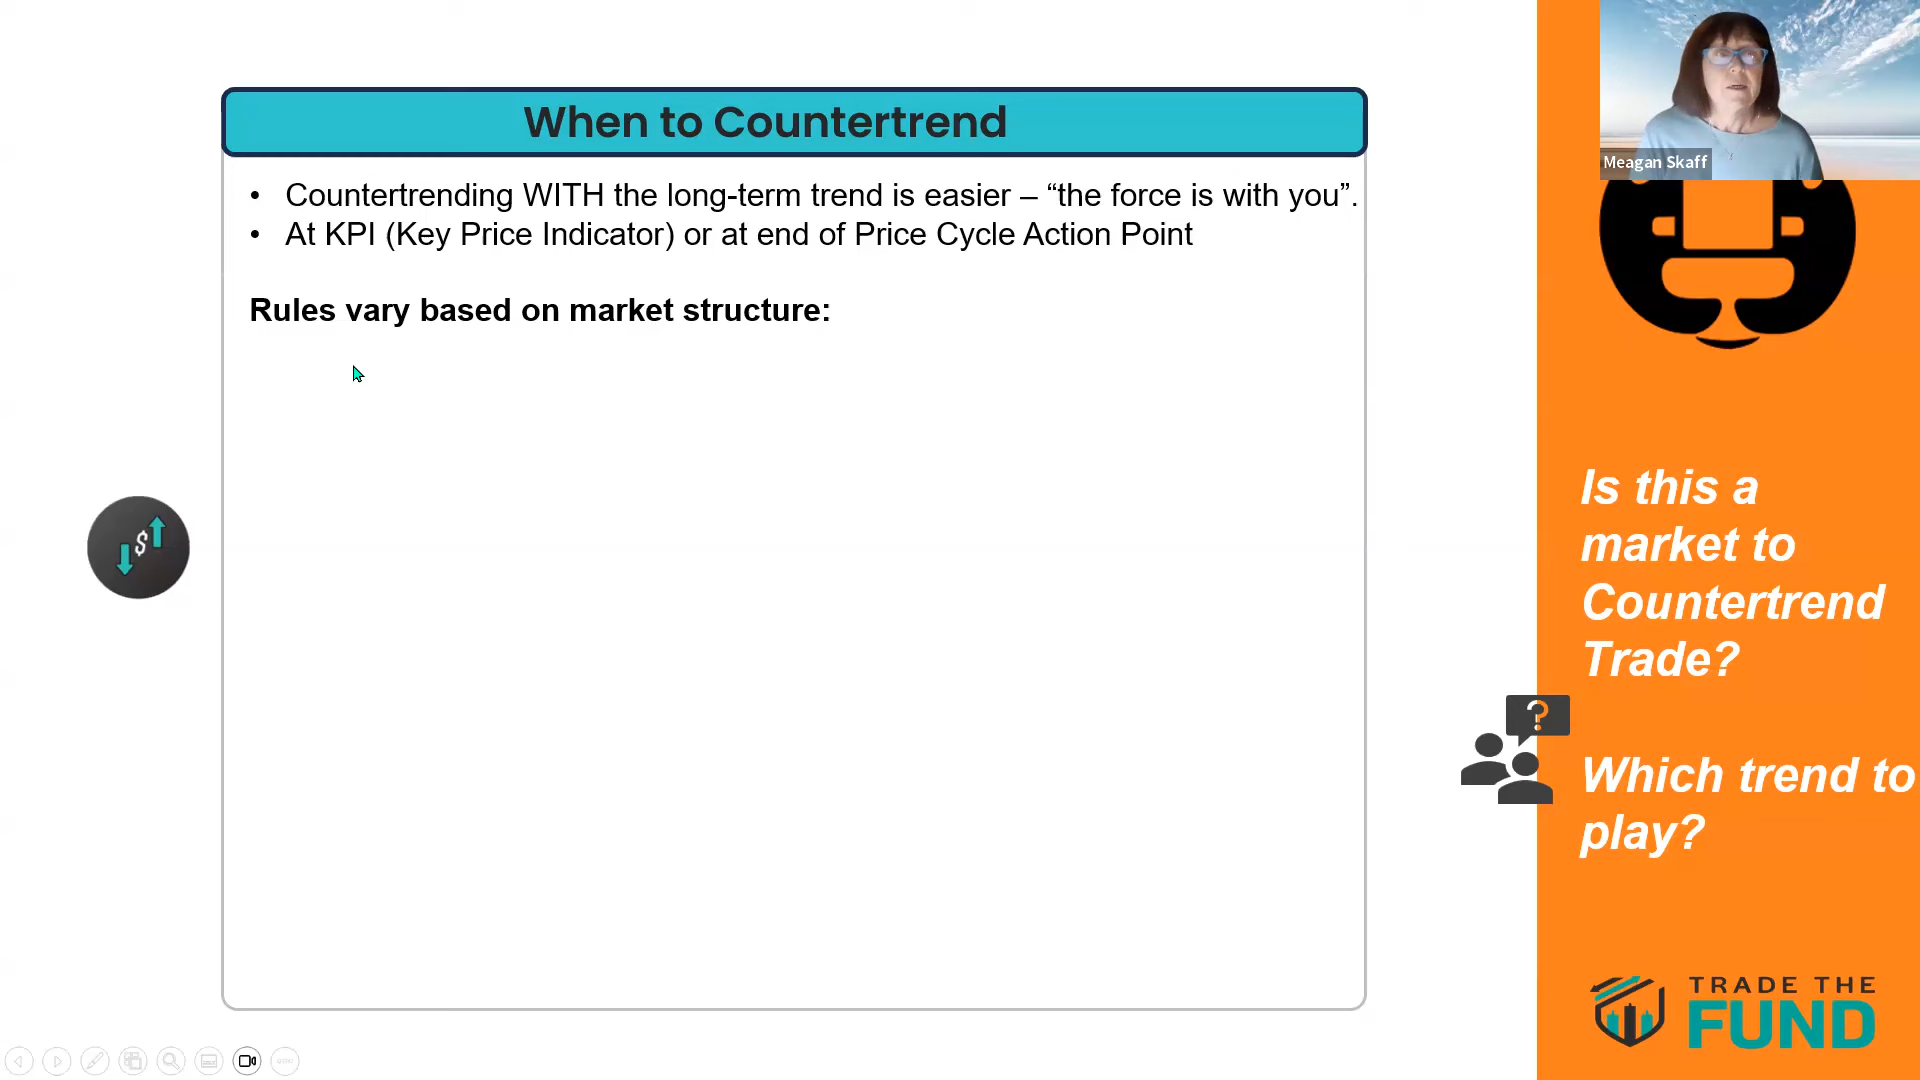 When to Countertrend
• Countertrending WITH the long-term trend is easier – “the force is with you”.
• At KPI (Key Price Indicator) or at end of Price Cycle Action Point
Rules vary based on market structure:
$
Meagan Skaff
Is this a
market to
Countertrend
Trade?
?
Which trend to
play?
TRADE THE
FUND